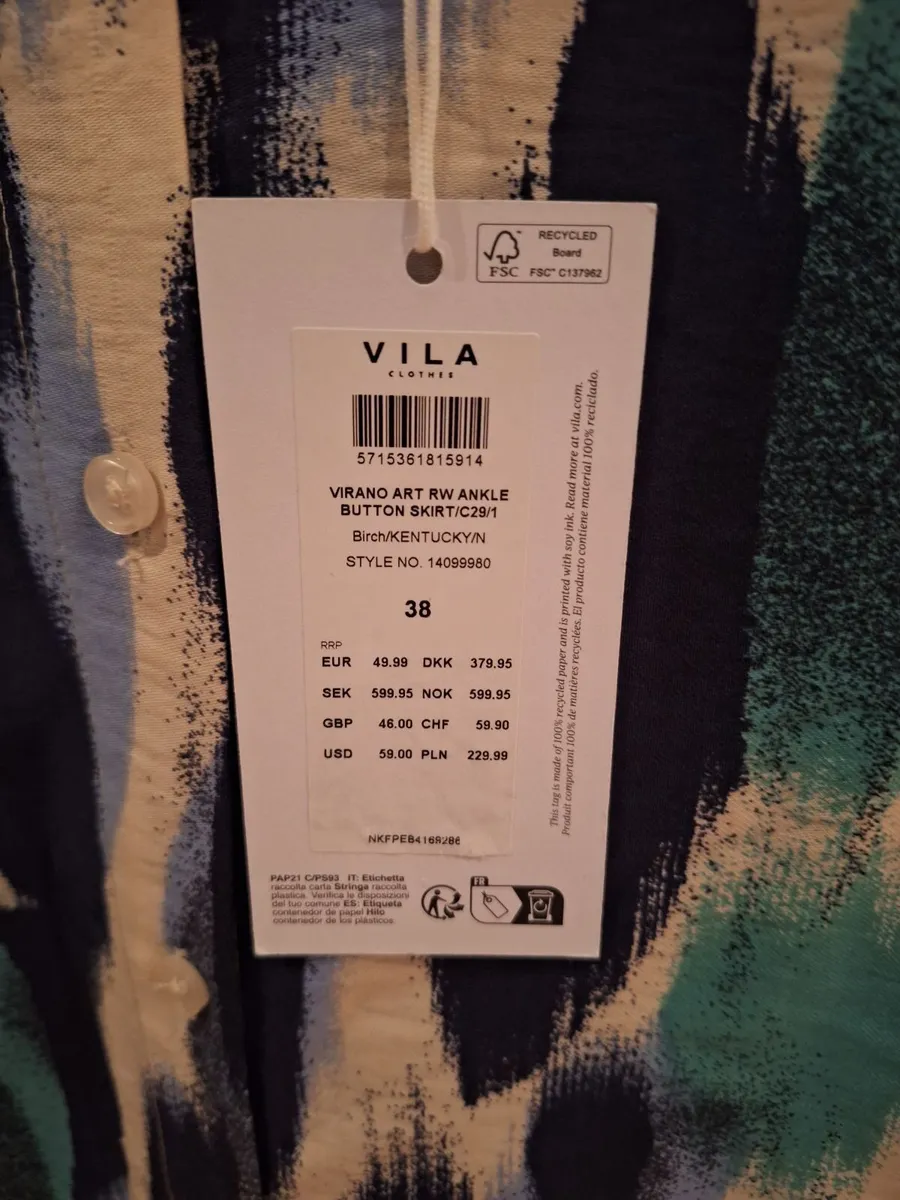 RECYCLED
Board
FSC
FSC™ C137962
VILA
CLOTHES
5715361815914
VIRANO ART RW ANKLE
BUTTON SKIRT/C29/1
Birch/KENTUCKY/N
STYLE NO. 14099980
38
RRP
EUR 49.99 DKK 379.95
SEK 599.95 NOK 599.95
GBP 46.00 CHF 59.90
USD 59.00 PLN 229.99
NKFPEB4169286
This tag is made of 100% recycled paper and is printed with soy ink. Read more at vila.com.
Produit comportant 100% de matières recyclées. El producto contiene material 100% reciclado.
PAP21 C/PS93 IT: Etichetta
raccolta carta Stringa raccolta
plastica. Verifica le disposizioni
del tuo comune ES: Etiqueta
contenedor de papel Hilo
contenedor de los plásticos.
FR